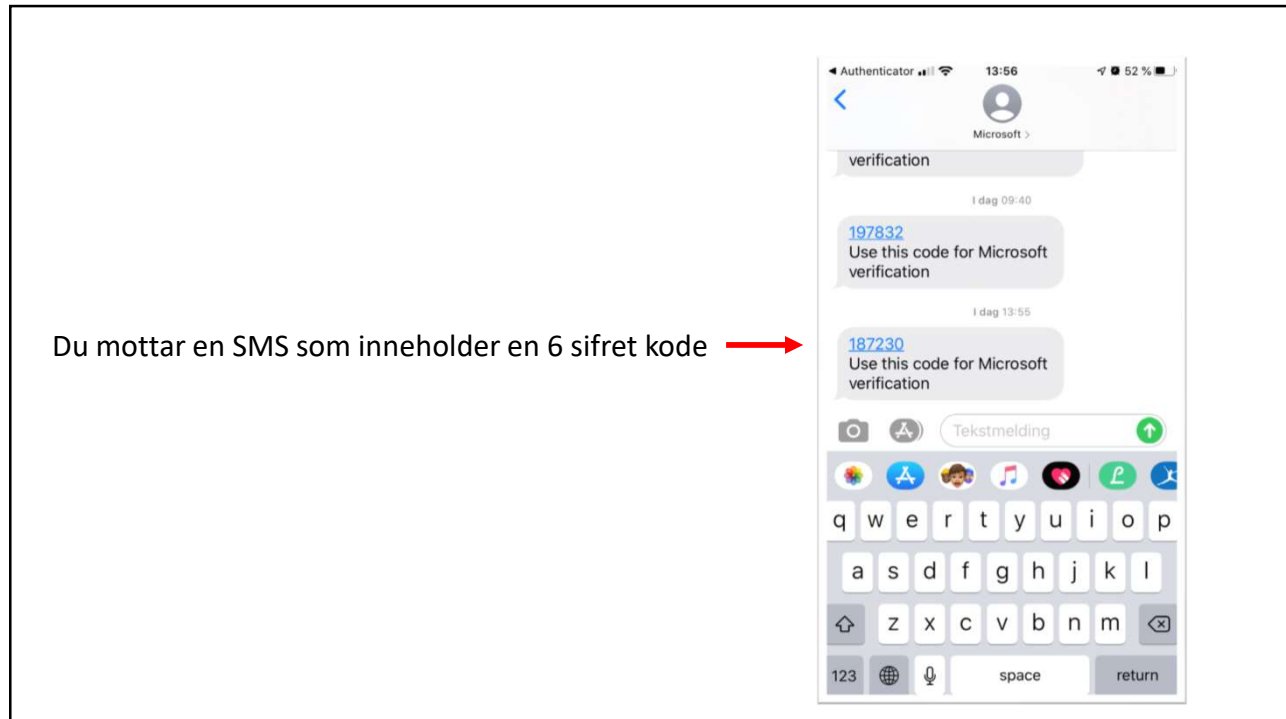 Du mottar en SMS som inneholder en 6 sifret kode
◀ Authenticator 13:56 52 %
Microsoft >
verification
I dag 09:40
197832
Use this code for Microsoft
verification
I dag 13:55
187230
Use this code for Microsoft
verification
Tekstmelding
q w e r t y u i o p
a s d f g h j k l
z x c v b n m
123 space return